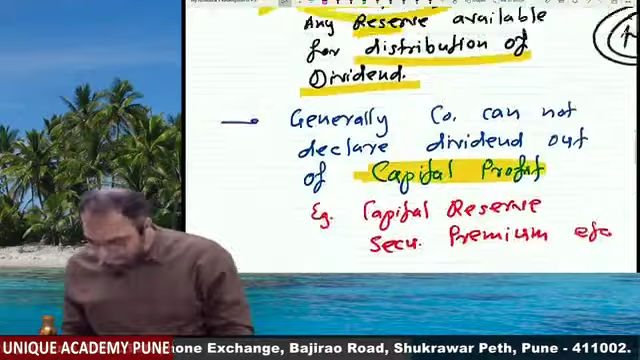 Any Reserve available
for distribution of
Dividend.
Generally Co. can not
declare dividend out
of Capital Profit
Eg. Capital Reserve
Secu. Premium etc
UNIQUE ACADEMY PUNE one Exchange, Bajirao Road, Shukrawar Peth, Pune - 411002.